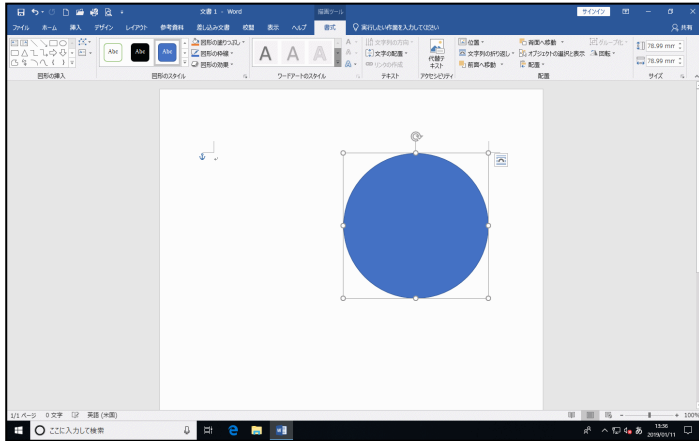 文書 1 - Word
描画ツール
サインイン
ファイル ホーム 挿入 デザイン レイアウト 参考資料 差し込み文書 校閲 表示 ヘルプ 書式 実行したい作業を入力してください 共有
Abc Abc Abc
図形の塗りつぶし
図形の枠線
図形の効果
A A A
文字列の方向
文字の配置
リンクの作成
代替テ
キスト
位置
文字列の折り返し
前面へ移動
背面へ移動
オブジェクトの選択と表示
配置
グループ化
回転
78.99 mm
78.99 mm
図形の挿入 図形のスタイル ワードアートのスタイル テキスト アクセシビリティ 配置 サイズ
1/1 ページ 0 文字 英語 (米国) 100%
ここに入力して検索
あ
13:36
2019/01/11